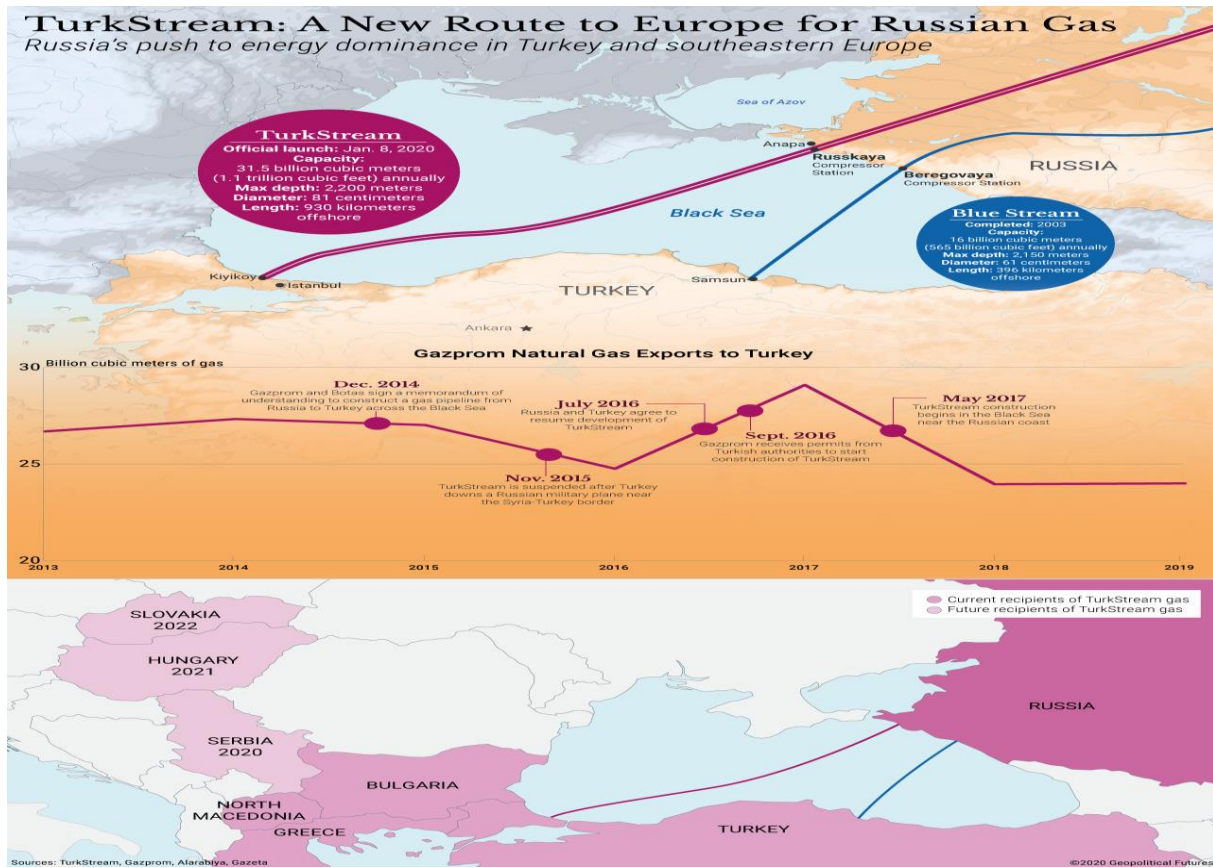 TurkStream: A New Route to Europe for Russian Gas
Russia's push to energy dominance in Turkey and southeastern Europe
Sea of Azov
TurkStream
Official launch: Jan. 8, 2020
Capacity:
31.5 billion cubic meters
(1.1 trillion cubic feet) annually
Max depth: 2,200 meters
Diameter: 81 centimeters
Length: 930 kilometers
offshore
Anapa
Russkaya
Compressor
Station
RUSSIA
Beregovaya
Compressor Station
Black Sea
Blue Stream
Completed: 2003
Capacity:
16 billion cubic meters
(565 billion cubic feet) annually
Max depth: 2,150 meters
Diameter: 61 centimeters
Length: 396 kilometers
offshore
Kiyikoy
Istanbul
TURKEY
Samsun
Ankara
Gazprom Natural Gas Exports to Turkey
30
Billion cubic meters of gas
Dec. 2014
Gazprom and Botas sign a memorandum of
understanding to construct a gas pipeline from
Russia to Turkey across the Black Sea
July 2016
Russia and Turkey agree to
resume development of
TurkStream
May 2017
TurkStream construction
begins in the Black Sea
near the Russian coast
Sept. 2016
Gazprom receives permits from
Turkish authorities to start
construction of TurkStream
25
Nov. 2015
TurkStream is suspended after Turkey
downs a Russian military plane near
the Syria-Turkey border
20
2013 2014 2015 2016 2017 2018 2019
Current recipients of TurkStream gas
Future recipients of TurkStream gas
SLOVAKIA
2022
HUNGARY
2021
SERBIA
2020
RUSSIA
BULGARIA
NORTH
MACEDONIA
GREECE
TURKEY
Sources: TurkStream, Gazprom, Alarabiya, Gazeta
©2020 Geopolitical Futures